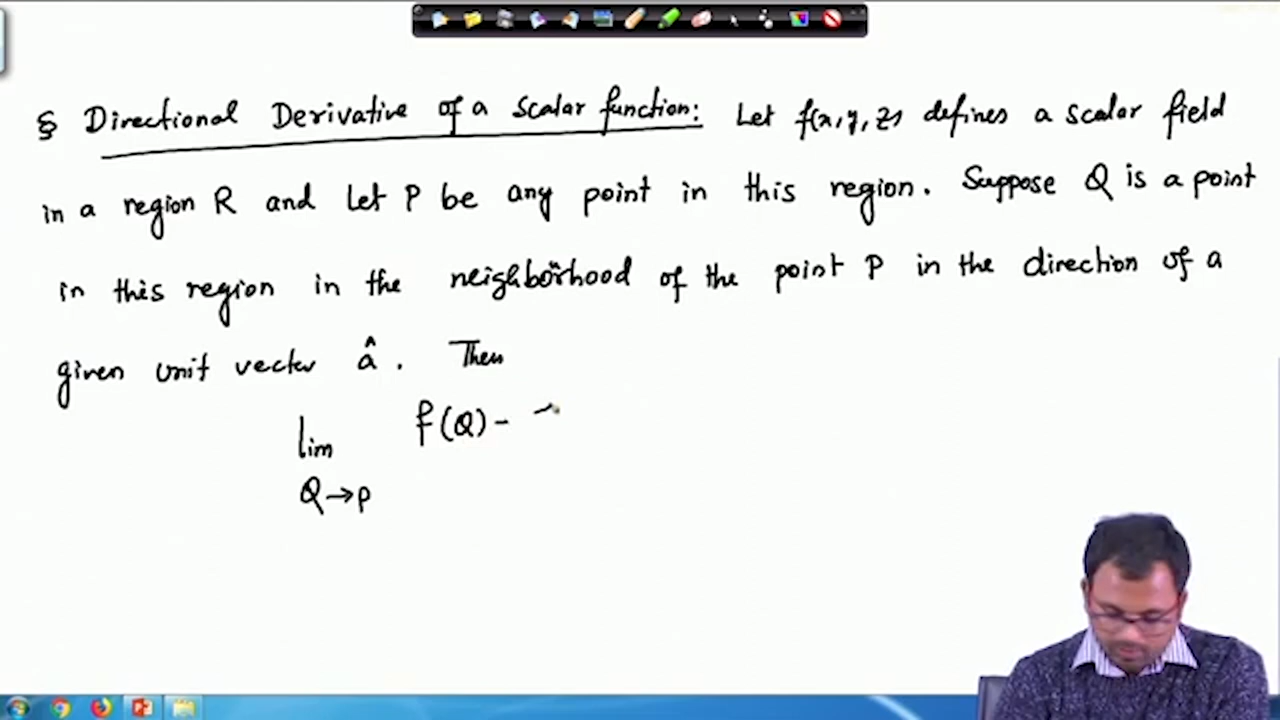 § Directional Derivative of a Scalar function: Let f(x, y, z) defines a scalar field
in a region R and let P be any point in this region. Suppose Q is a point
in this region in the neighborhood of the point P in the direction of a
given unit vector â. Then
lim f(Q) -
Q→P